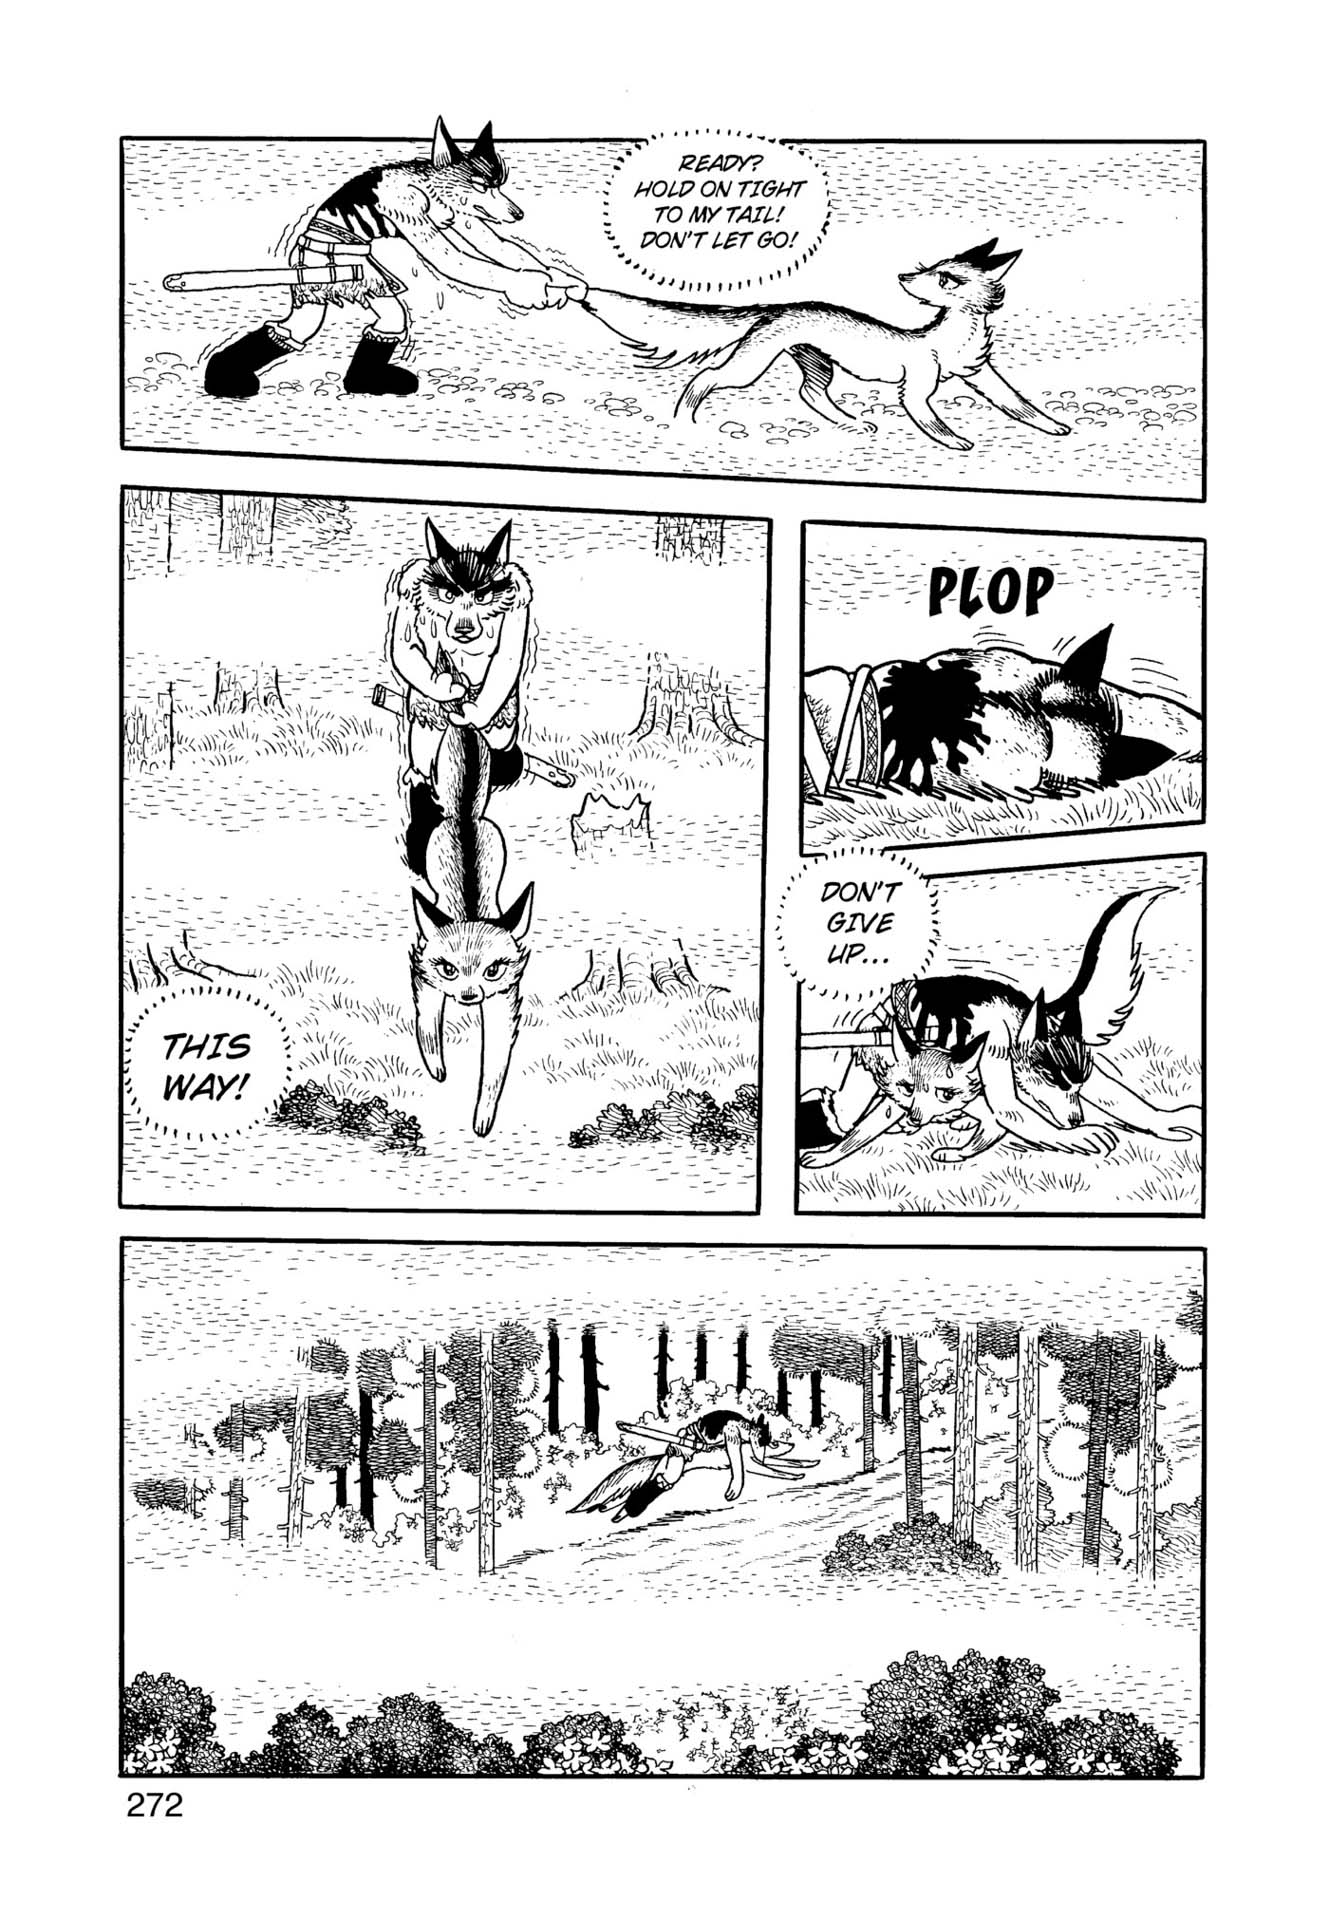 READY?
HOLD ON TIGHT
TO MY TAIL!
DON'T LET GO!
THIS
WAY!
PLOP
DON'T
GIVE
UP...
272